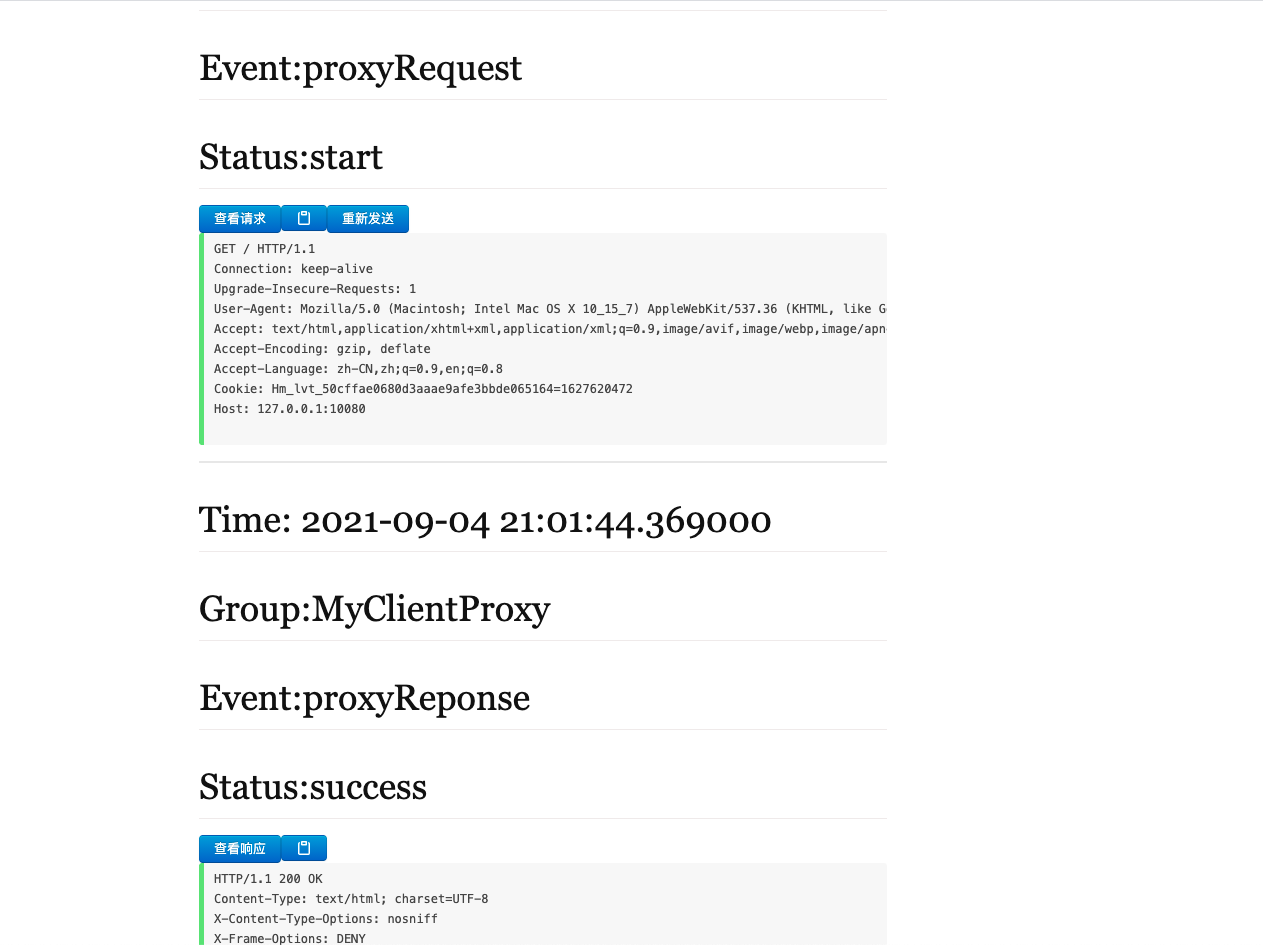 Event:proxyRequest
Status:start
查看请求 重新发送
GET / HTTP/1.1
Connection: keep-alive
Upgrade-Insecure-Requests: 1
User-Agent: Mozilla/5.0 (Macintosh; Intel Mac OS X 10_15_7) AppleWebKit/537.36 (KHTML, like G
Accept: text/html,application/xhtml+xml,application/xml;q=0.9,image/avif,image/webp,image/apn
Accept-Encoding: gzip, deflate
Accept-Language: zh-CN,zh;q=0.9,en;q=0.8
Cookie: Hm_lvt_50cffae0680d3aaae9afe3bbde065164=1627620472
Host: 127.0.0.1:10080
Time: 2021-09-04 21:01:44.369000
Group:MyClientProxy
Event:proxyReponse
Status:success
查看响应
HTTP/1.1 200 OK
Content-Type: text/html; charset=UTF-8
X-Content-Type-Options: nosniff
X-Frame-Options: DENY